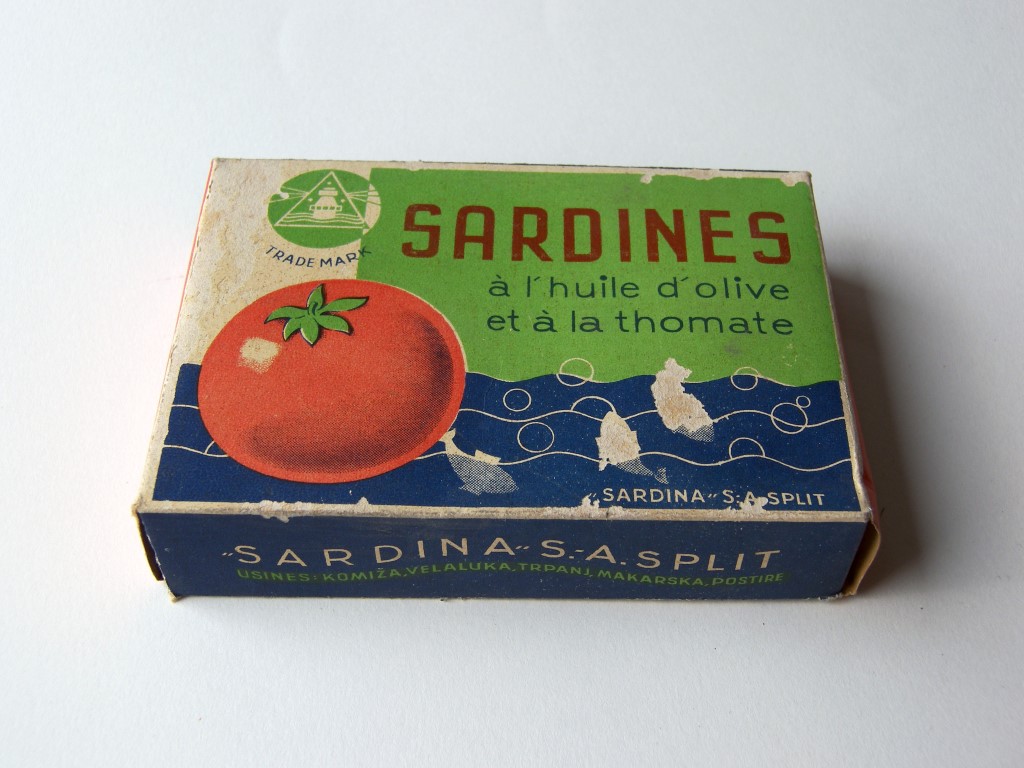 TRADE MARK
SARDINES
à l'huile d'olive
et à la thomate
„SARDINA„ S:A. SPLIT
„SARDINA„ S.-A. SPLIT
USINES: KOMIŽA, VELALUKA, TRPANJ, MAKARSKA, POSTIRE